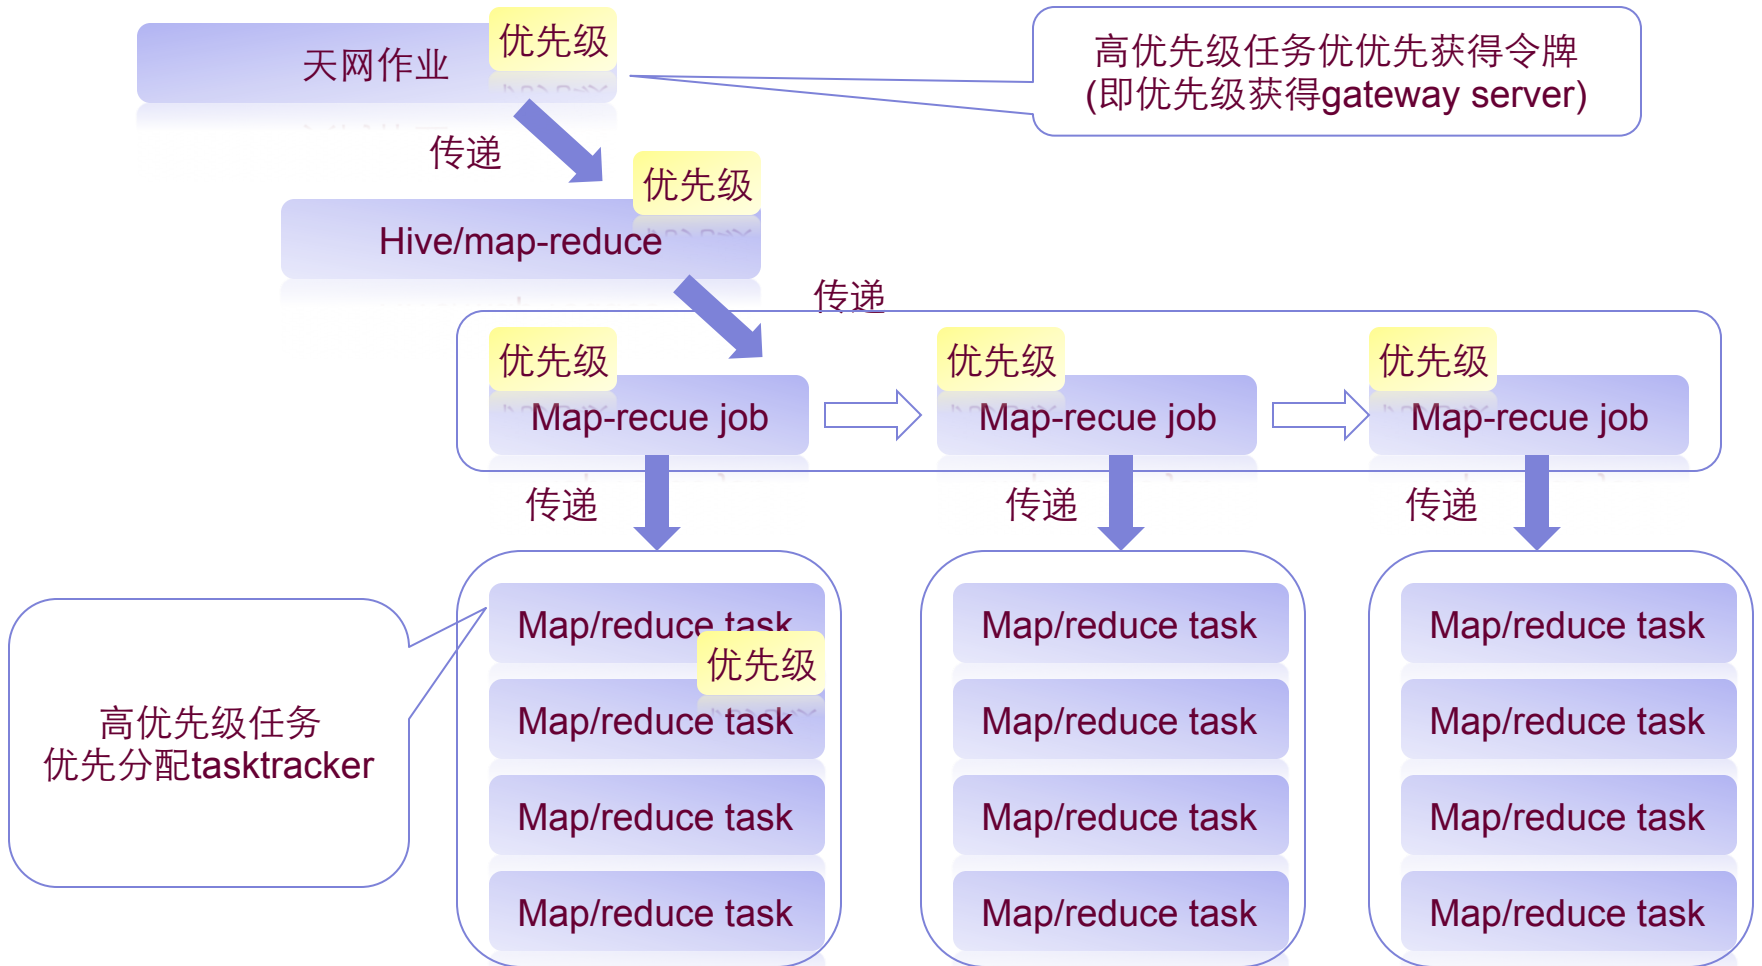 优先级
天网作业
高优先级任务优优先获得令牌
(即优先级获得gateway server)
传递
优先级
Hive/map-reduce
传递
优先级
优先级
优先级
Map-recue job
Map-recue job
Map-recue job
传递
传递
传递
Map/reduce task
Map/reduce task
Map/reduce task
优先级
Map/reduce task
Map/reduce task
Map/reduce task
高优先级任务
优先分配tasktracker
Map/reduce task
Map/reduce task
Map/reduce task
Map/reduce task
Map/reduce task
Map/reduce task